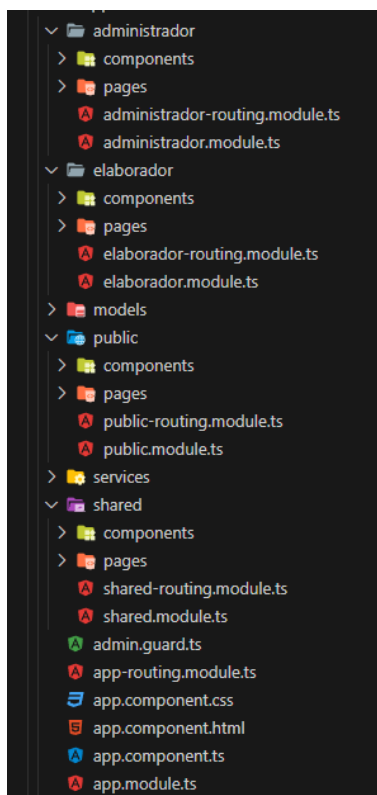 administrador
components
pages
administrador-routing.module.ts
administrador.module.ts
elaborador
components
pages
elaborador-routing.module.ts
elaborador.module.ts
models
public
components
pages
public-routing.module.ts
public.module.ts
services
shared
components
pages
shared-routing.module.ts
shared.module.ts
admin.guard.ts
app-routing.module.ts
app.component.css
app.component.html
app.component.ts
app.module.ts